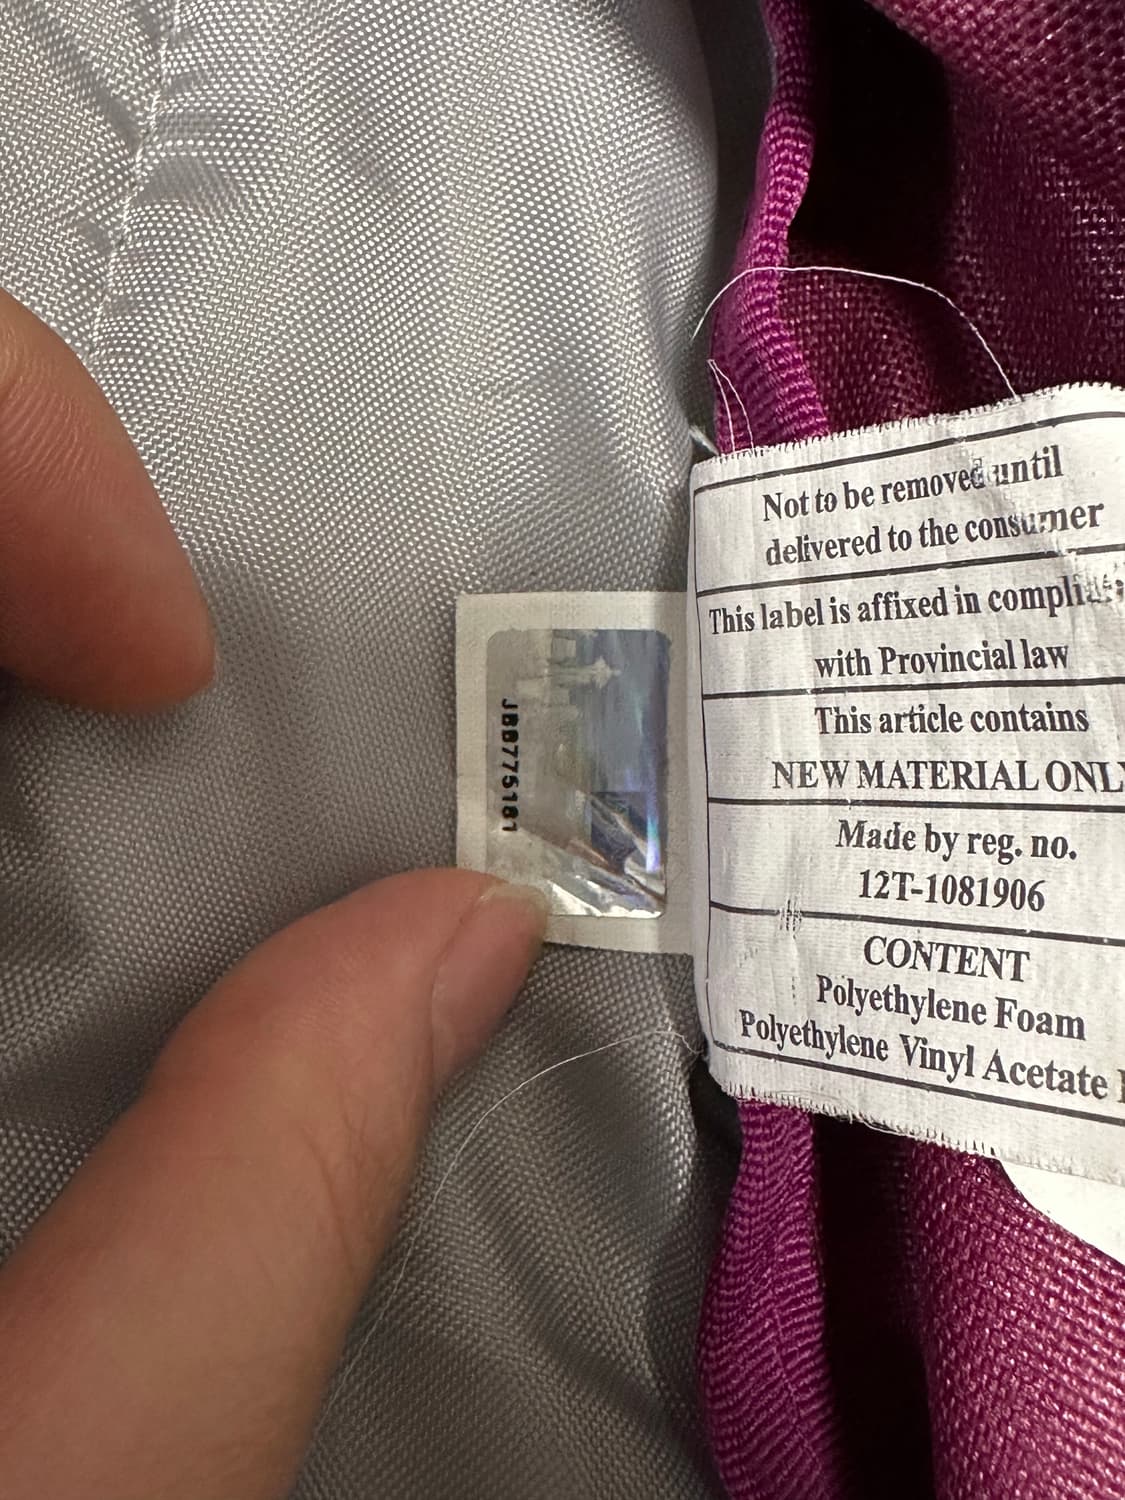 JBB775181
Not to be removed until
delivered to the consumer
This label is affixed in
with Provincial law
This article contains
NEW MATERIAL ONLY
Made by reg. no.
12T-1081906
CONTENT
Polyethylene Foam
Polyethylene Vinyl Acetate